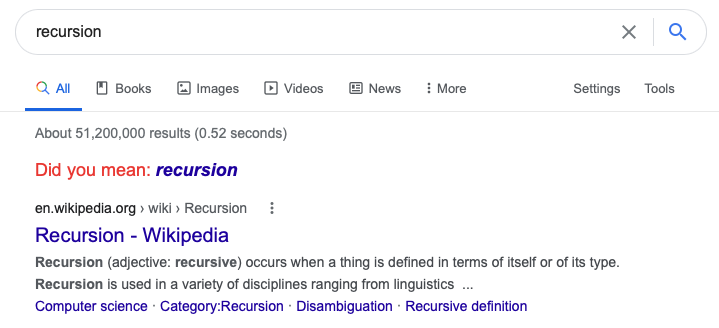 recursion
All Books Images Videos News More Settings Tools
About 51,200,000 results (0.52 seconds)
Did you mean: recursion
en.wikipedia.org › wiki › Recursion
Recursion - Wikipedia
Recursion (adjective: recursive) occurs when a thing is defined in terms of itself or of its type.
Recursion is used in a variety of disciplines ranging from linguistics ...
Computer science · Category:Recursion · Disambiguation · Recursive definition